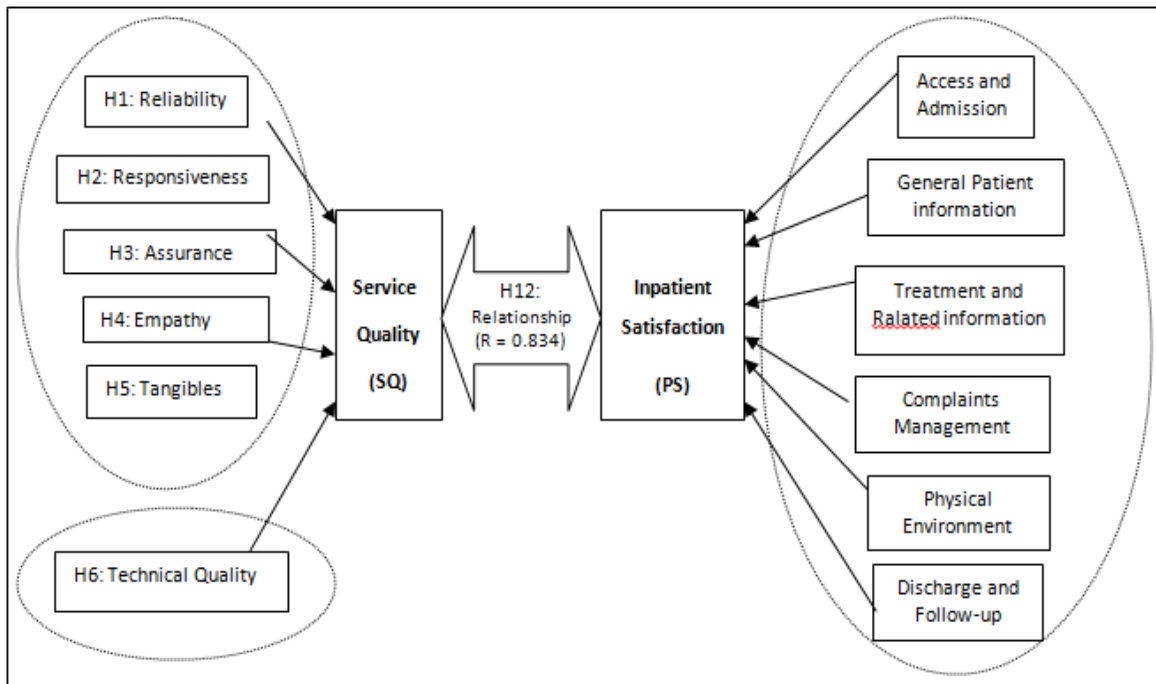 H1: Reliability
H2: Responsiveness
H3: Assurance
H4: Empathy
H5: Tangibles
H6: Technical Quality
Service
Quality
(SQ)
H12:
Relationship
(R = 0.834)
Inpatient
Satisfaction
(PS)
Access and
Admission
General Patient
information
Treatment and
Ralated information
Complaints
Management
Physical
Environment
Discharge and
Follow-up